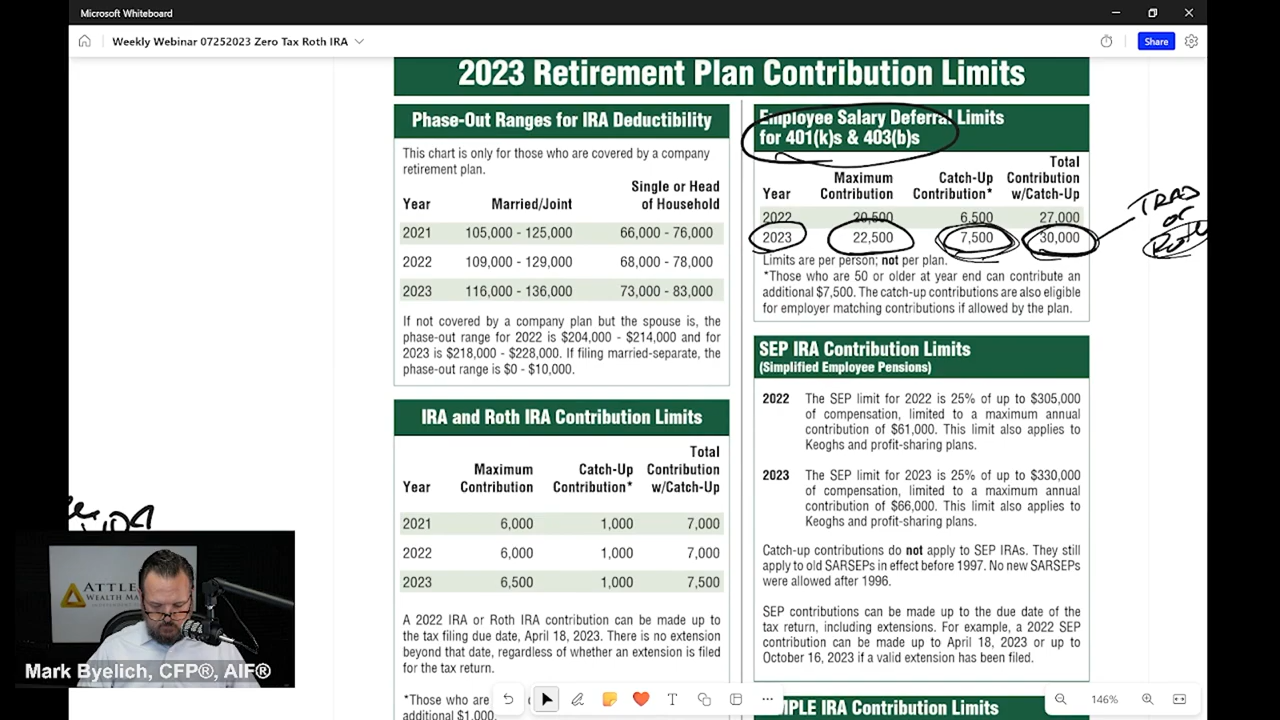 Microsoft Whiteboard
Weekly Webinar 07252023 Zero Tax Roth IRA
Share
2023 Retirement Plan Contribution Limits
Phase-Out Ranges for IRA Deductibility
This chart is only for those who are covered by a company
retirement plan.
Year Married/Joint Single or Head of Household
2021 105,000 - 125,000 66,000 - 76,000
2022 109,000 - 129,000 68,000 - 78,000
2023 116,000 - 136,000 73,000 - 83,000
If not covered by a company plan but the spouse is, the
phase-out range for 2022 is $204,000 - $214,000 and for
2023 is $218,000 - $228,000. If filing married-separate, the
phase-out range is $0 - $10,000.
IRA and Roth IRA Contribution Limits
Year Maximum Contribution Catch-Up Contribution* Total Contribution w/Catch-Up
2021 6,000 1,000 7,000
2022 6,000 1,000 7,000
2023 6,500 1,000 7,500
A 2022 IRA or Roth IRA contribution can be made up to
the tax filing due date, April 18, 2023. There is no extension
beyond that date, regardless of whether an extension is filed
for the tax return.
*Those who are
additional $1,000.
Employee Salary Deferral Limits
for 401(k)s & 403(b)s
Year Maximum Contribution Catch-Up Contribution* Total Contribution w/Catch-Up
2022 20,500 6,500 27,000
2023 22,500 7,500 30,000
TRAD
or
Roth
Limits are per person; not per plan.
*Those who are 50 or older at year end can contribute an
additional $7,500. The catch-up contributions are also eligible
for employer matching contributions if allowed by the plan.
SEP IRA Contribution Limits
(Simplified Employee Pensions)
2022 The SEP limit for 2022 is 25% of up to $305,000
of compensation, limited to a maximum annual
contribution of $61,000. This limit also applies to
Keoghs and profit-sharing plans.
2023 The SEP limit for 2023 is 25% of up to $330,000
of compensation, limited to a maximum annual
contribution of $66,000. This limit also applies to
Keoghs and profit-sharing plans.
Catch-up contributions do not apply to SEP IRAs. They still
apply to old SARSEPs in effect before 1997. No new SARSEPs
were allowed after 1996.
SEP contributions can be made up to the due date of the
tax return, including extensions. For example, a 2022 SEP
contribution can be made up to April 18, 2023 or up to
October 16, 2023 if a valid extension has been filed.
MPLE IRA Contribution Limits
146%
ATTLE
WEALTH MA
Mark Byelich, CFP®, AIF®